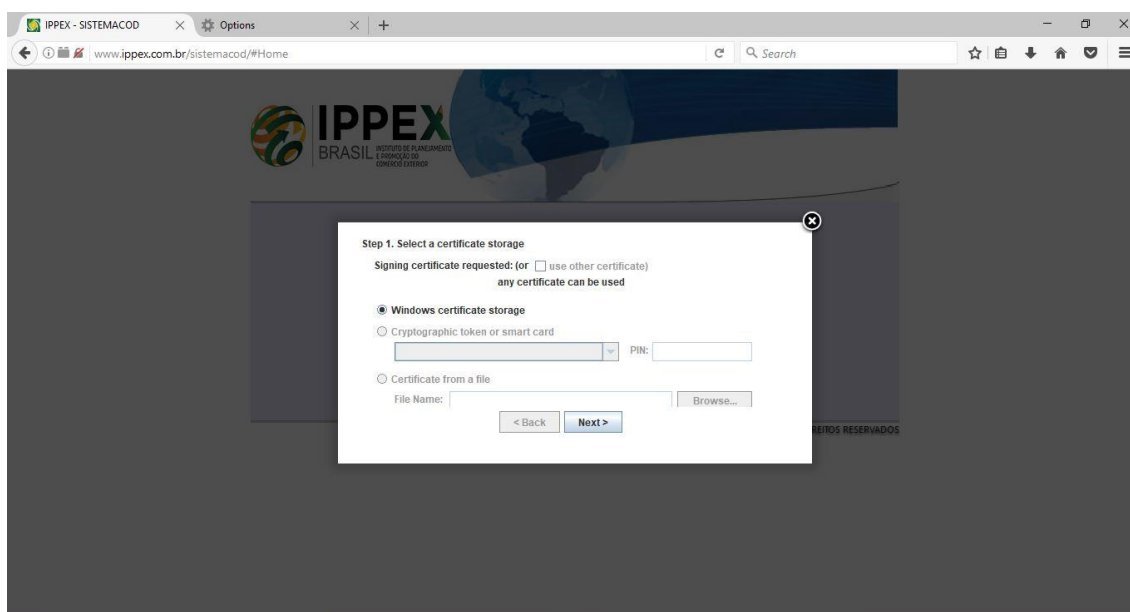 IPPEX - SISTEMACOD
Options
www.ippex.com.br/sistemacod/#Home
Search
IPPEX
BRASIL
INSTITUTO DE PLANEJAMENTO
E PROMOÇÃO DO
COMÉRCIO EXTERIOR
Step 1. Select a certificate storage
Signing certificate requested: (or use other certificate)
any certificate can be used
Windows certificate storage
Cryptographic token or smart card
PIN:
Certificate from a file
File Name: Browse...
< Back Next >
REITOS RESERVADOS